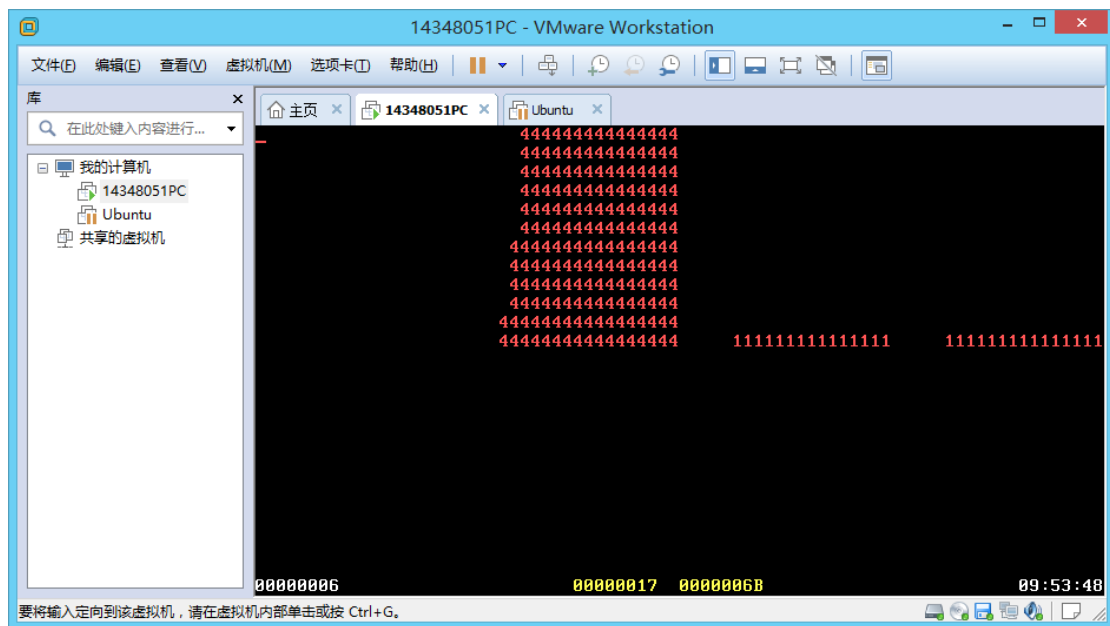 14348051PC - VMware Workstation
文件(F) 编辑(E) 查看(V) 虚拟机(M) 选项卡(T) 帮助(H)
库 ×
在此处键入内容进行...
我的计算机
14348051PC
Ubuntu
共享的虚拟机
主页 × 14348051PC × Ubuntu ×
444444444444444
444444444444444
444444444444444
444444444444444
444444444444444
444444444444444
4444444444444444
4444444444444444
4444444444444444
4444444444444444
44444444444444444
44444444444444444 111111111111111 111111111111111
00000006 00000017 0000006B 09:53:48
要将输入定向到该虚拟机，请在虚拟机内部单击或按 Ctrl+G。